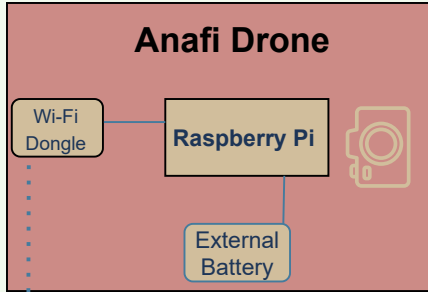 Anafi Drone
Wi-Fi
Dongle
Raspberry Pi
External
Battery